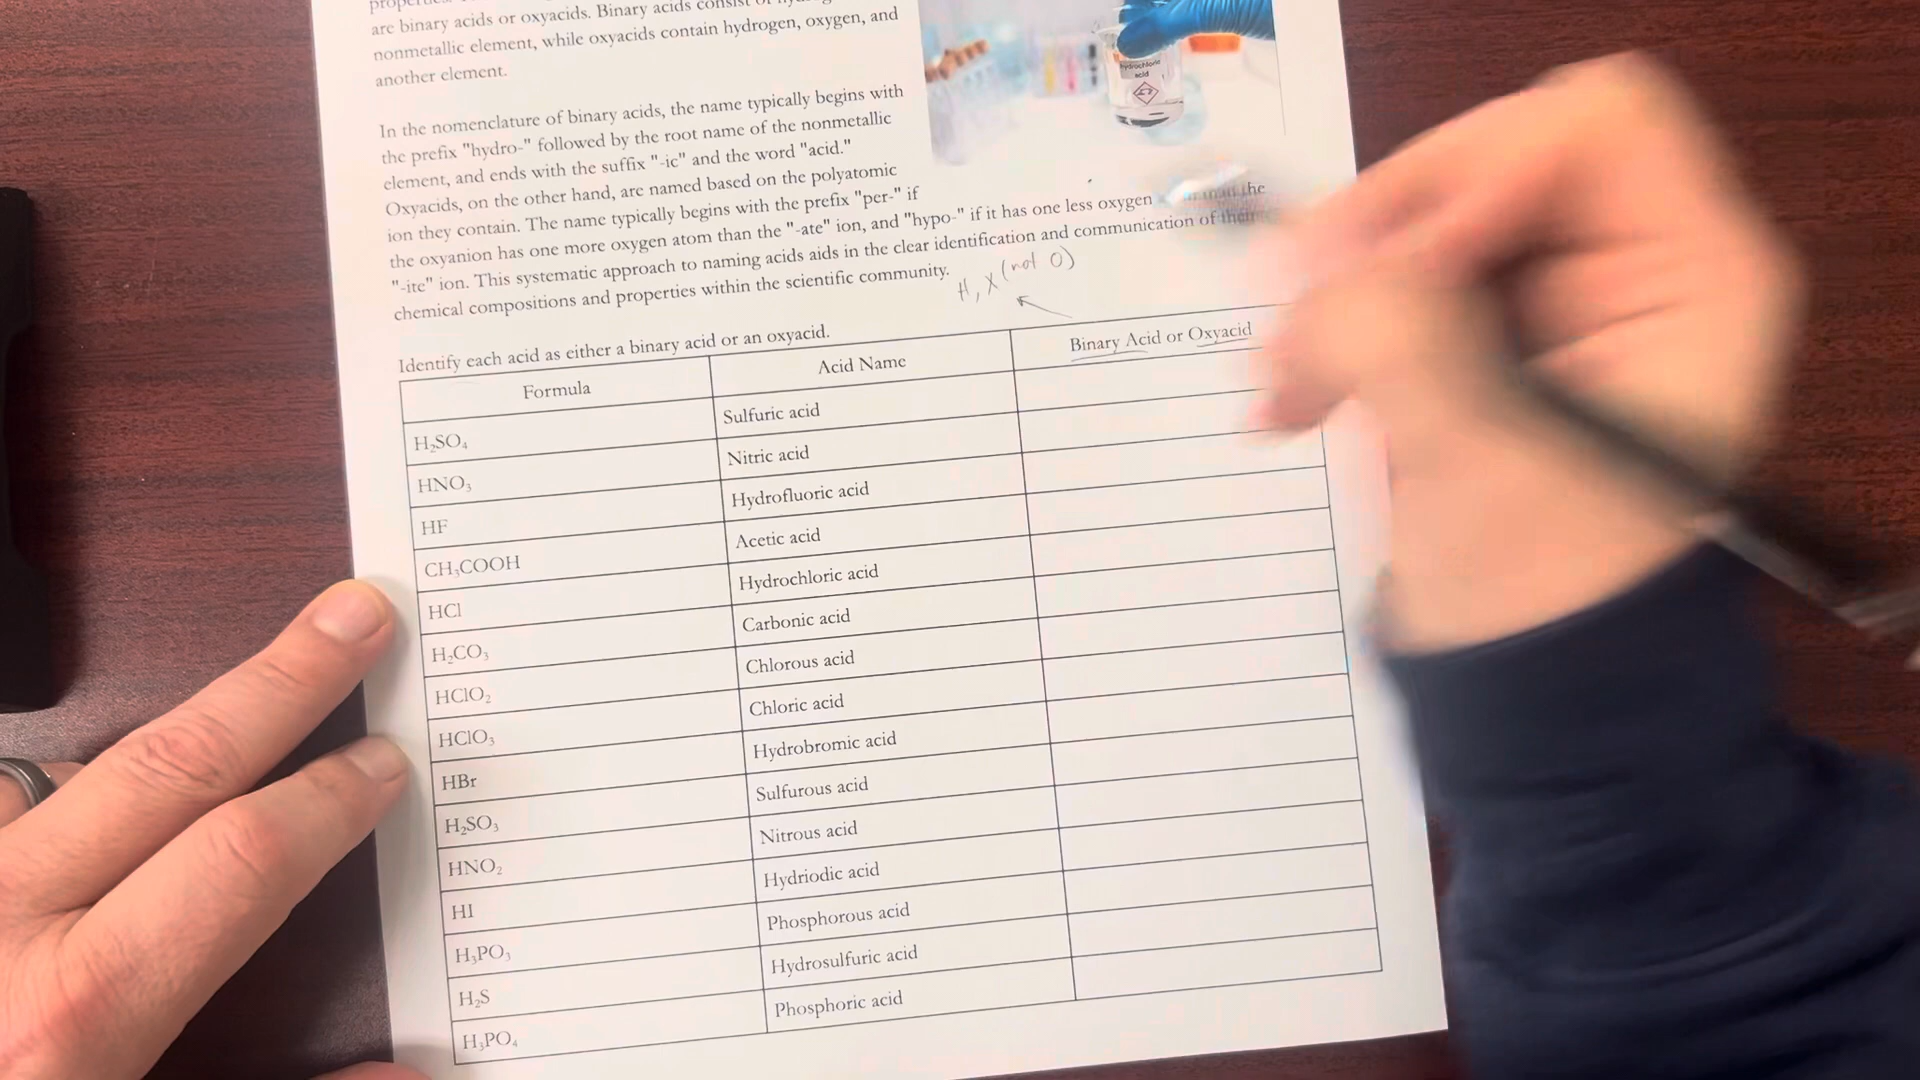 are binary acids or oxyacids. Binary acids consist of
nonmetallic element, while oxyacids contain hydrogen, oxygen, and
another element.
hydrochloric
acid
In the nomenclature of binary acids, the name typically begins with
the prefix "hydro-" followed by the root name of the nonmetallic
element, and ends with the suffix "-ic" and the word "acid."
Oxyacids, on the other hand, are named based on the polyatomic
ion they contain. The name typically begins with the prefix "per-" if
the oxyanion has one more oxygen atom than the "-ate" ion, and "hypo-" if it has one less oxygen the
"-ite" ion. This systematic approach to naming acids aids in the clear identification and communication of their
chemical compositions and properties within the scientific community.
H, X (not O)
Identify each acid as either a binary acid or an oxyacid.
Formula Acid Name Binary Acid or Oxyacid
H₂SO₄ Sulfuric acid
HNO₃ Nitric acid
HF Hydrofluoric acid
CH₃COOH Acetic acid
HCl Hydrochloric acid
H₂CO₃ Carbonic acid
HClO₂ Chlorous acid
HClO₃ Chloric acid
HBr Hydrobromic acid
H₂SO₃ Sulfurous acid
HNO₂ Nitrous acid
HI Hydriodic acid
H₃PO₃ Phosphorous acid
H₂S Hydrosulfuric acid
H₃PO₄ Phosphoric acid